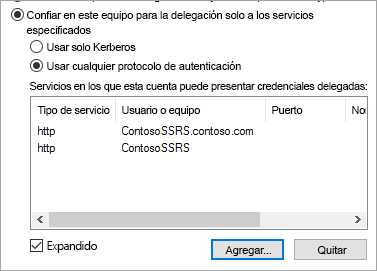 Confiar en este equipo para la delegación solo a los servicios
especificados
Usar solo Kerberos
Usar cualquier protocolo de autenticación
Servicios en los que esta cuenta puede presentar credenciales delegadas:
Tipo de servicio Usuario o equipo Puerto No
http ContosoSSRS.contoso.com
http ContosoSSRS
Expandido Agregar... Quitar